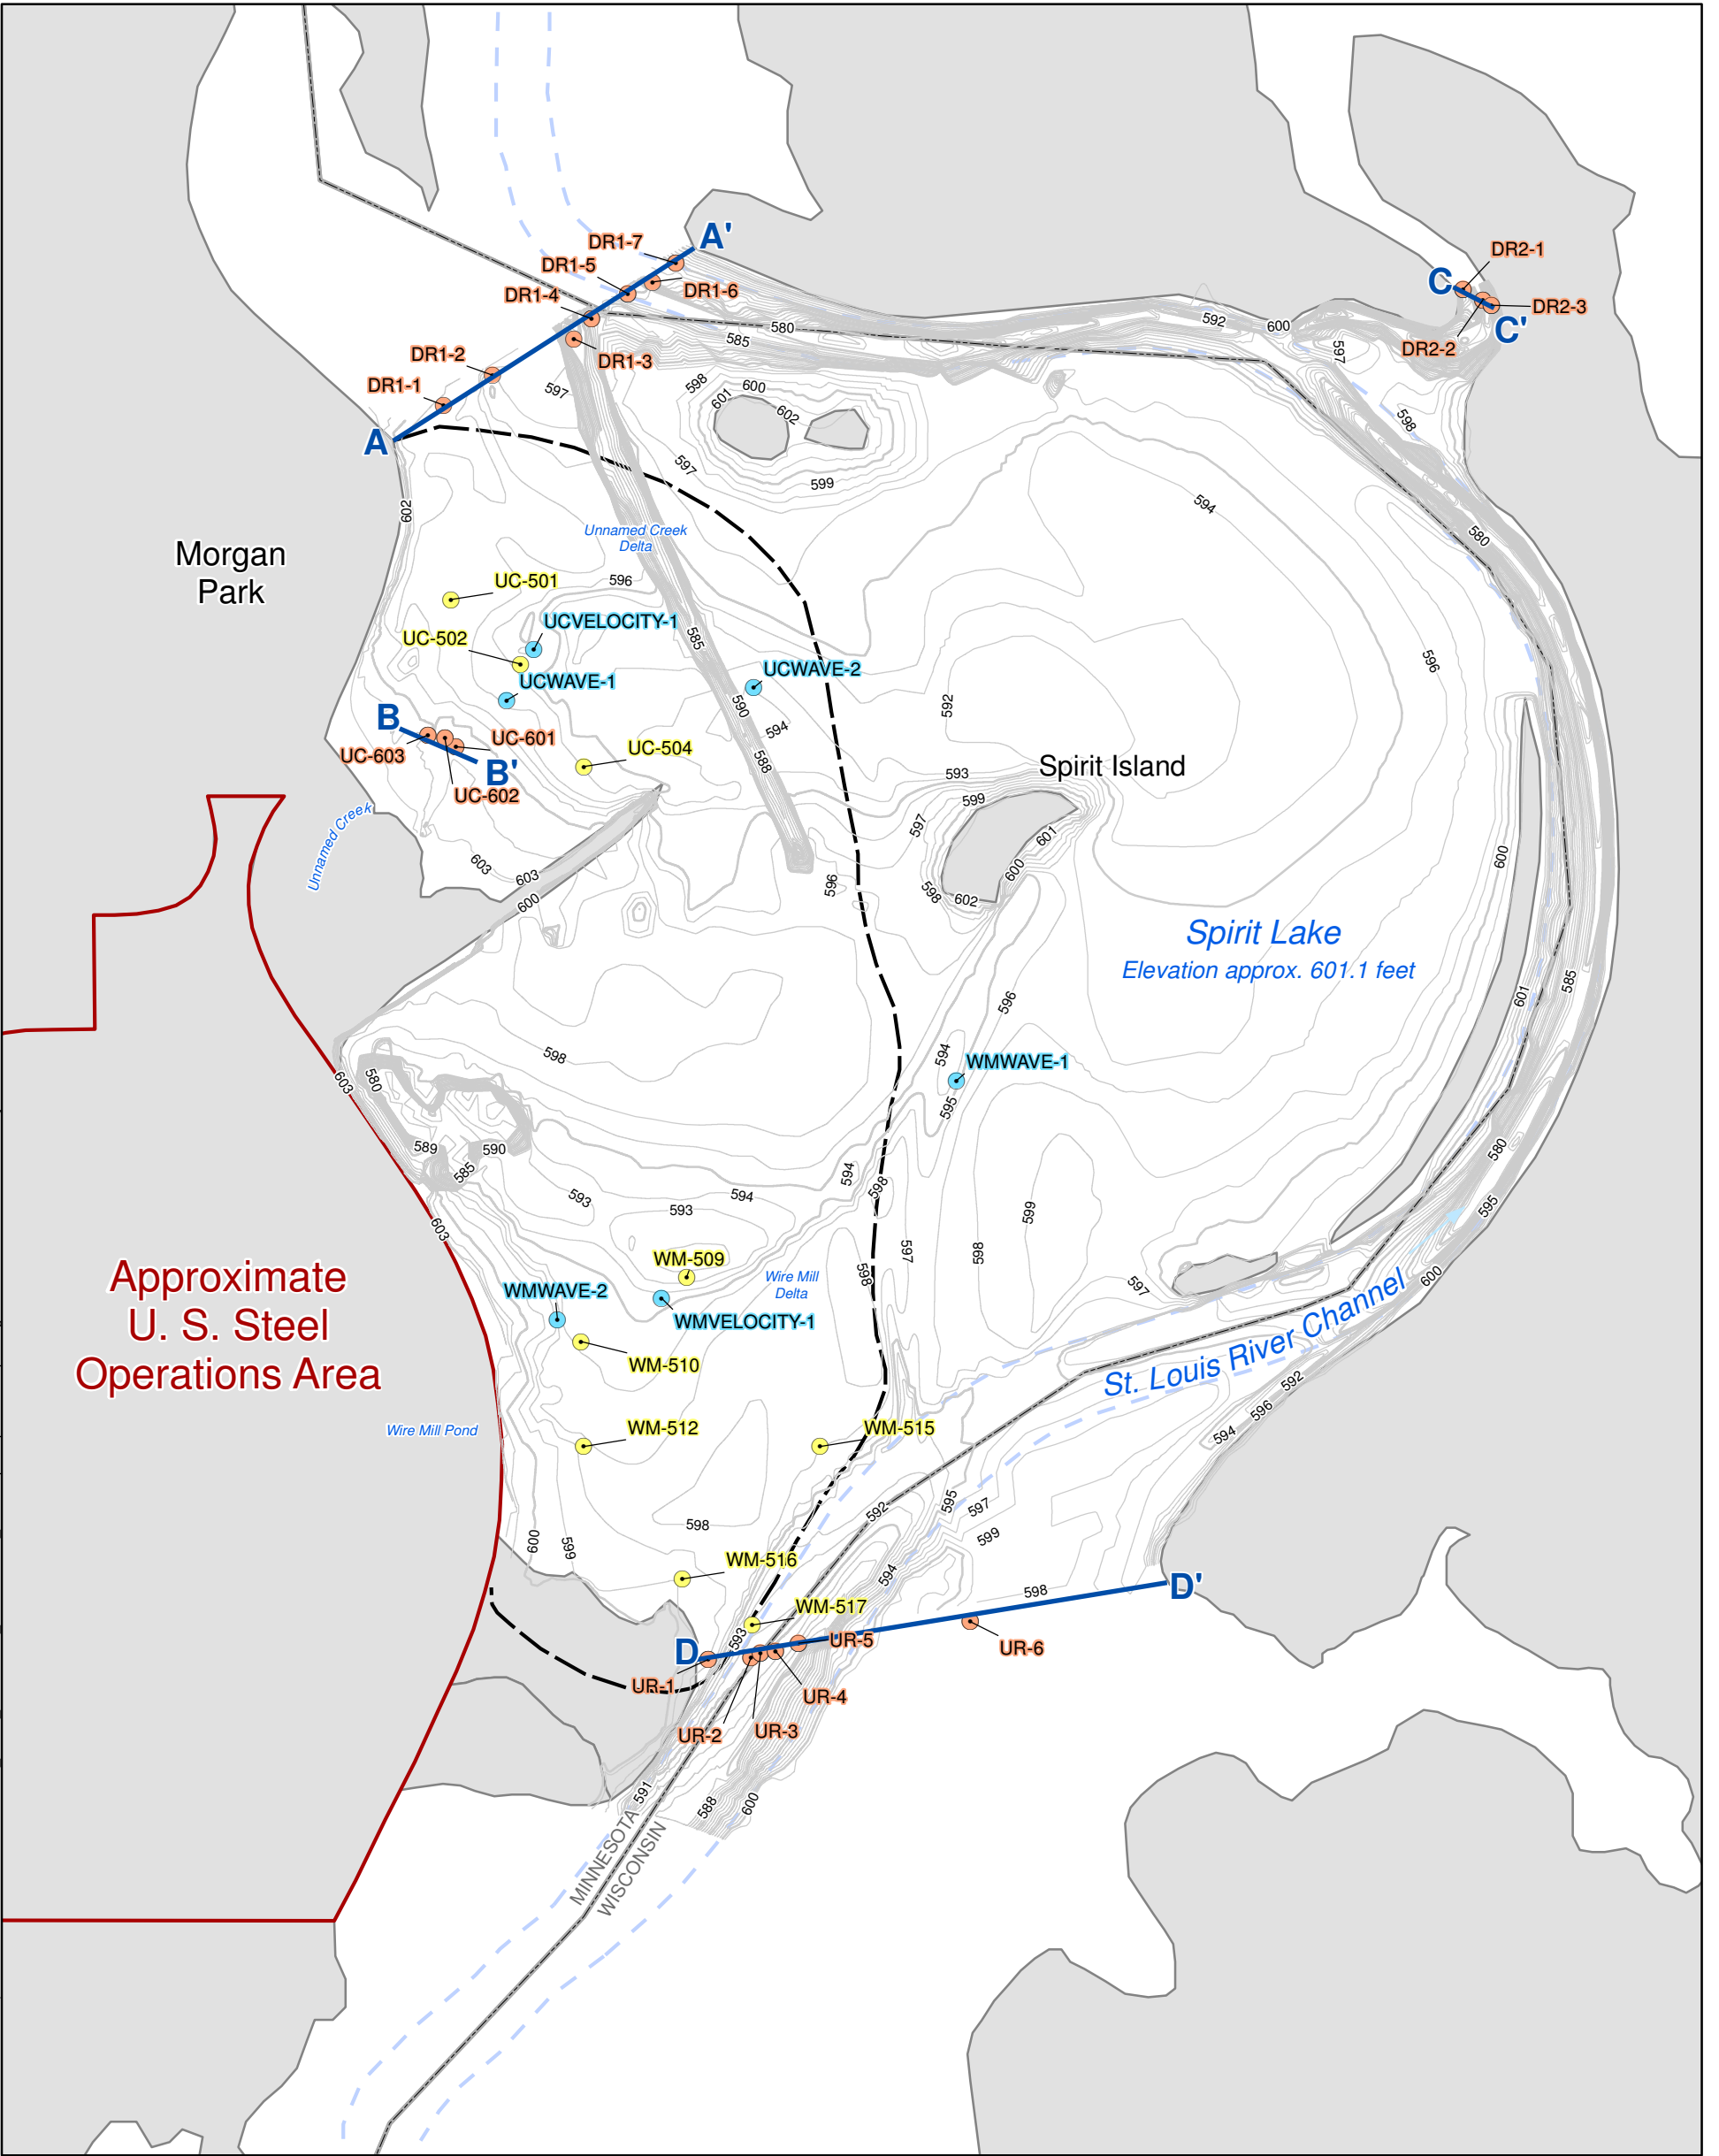 A'
DR1-7
DR1-5
DR1-6
DR1-4
DR1-3
DR1-2
DR1-1
A
DR2-1
C
DR2-3
C'
DR2-2
580
585
592
600
597
598
597
598
600
601
602
597
599
594
580
602
Morgan
Park
Unnamed Creek
Delta
596
UC-501
UCVELOCITY-1
UC-502
UCWAVE-1
585
UCWAVE-2
596
592
590
594
588
B
UC-601
UC-603
B'
UC-602
UC-504
593
Spirit Island
599
597
601
600
598
602
600
Unnamed Creek
603
603
600
596
Spirit Lake
Elevation approx. 601.1 feet
601
585
596
594
WMWAVE-1
595
598
603
580
589
590
585
593
594
593
594
598
599
598
597
598
597
580
595
600
603
WM-509
Wire Mill
Delta
WMWAVE-2
WMVELOCITY-1
WM-510
Approximate
U. S. Steel
Operations Area
St. Louis River Channel
592
596
594
Wire Mill Pond
WM-512
WM-515
592
595
597
599
598
600
599
WM-516
594
598
D'
WM-517
593
D
UR-5
UR-6
UR-1
UR-4
UR-2
UR-3
591
588
600
MINNESOTA
WISCONSIN